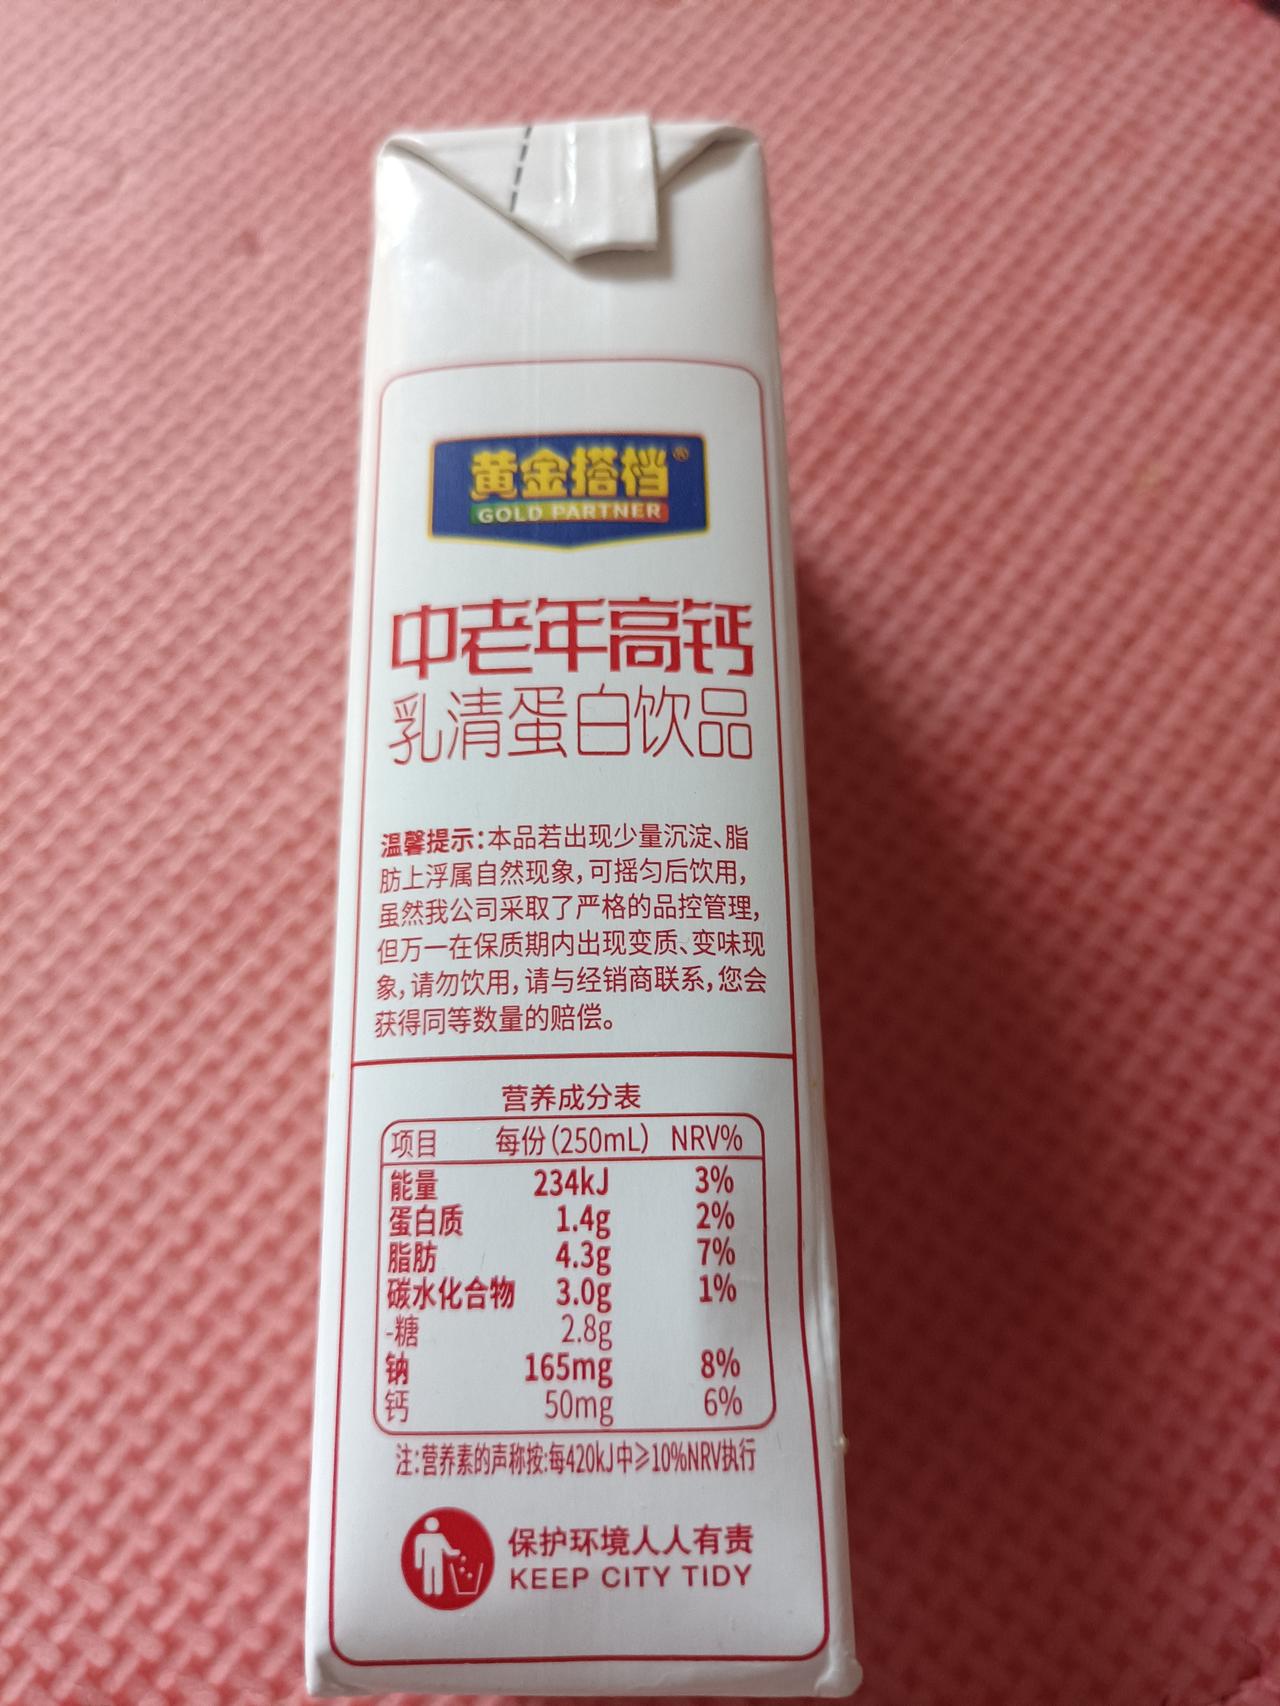 黄金搭档®
GOLD PARTNER
中老年高钙
乳清蛋白饮品
温馨提示:本品若出现少量沉淀、脂
肪上浮属自然现象,可摇匀后饮用,
虽然我公司采取了严格的品控管理,
但万一在保质期内出现变质、变味现
象,请勿饮用,请与经销商联系,您会
获得同等数量的赔偿。
营养成分表
项目 每份(250mL) NRV%
能量 234kJ 3%
蛋白质 1.4g 2%
脂肪 4.3g 7%
碳水化合物 3.0g 1%
-糖 2.8g
钠 165mg 8%
钙 50mg 6%
注:营养素的声称按:每420kJ中≥10%NRV执行
保护环境人人有责
KEEP CITY TIDY